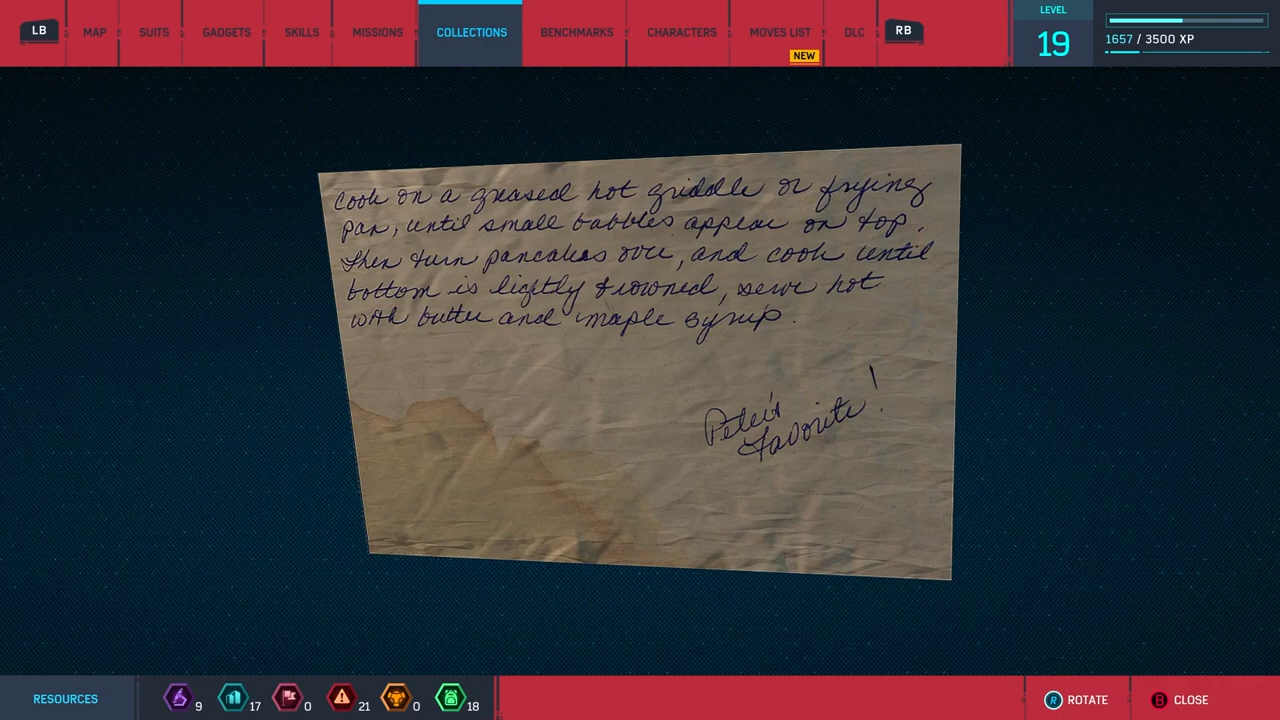 LB
MAP
SUITS
GADGETS
SKILLS
MISSIONS
COLLECTIONS
BENCHMARKS
CHARACTERS
MOVES LIST
NEW
DLC
RB
LEVEL
19
1657 / 3500 XP
Cook on a greased hot griddle or frying
pan, until small bubbles appear on top.
Then turn pancakes over, and cook until
bottom is lightly browned, serve hot
with butter and maple syrup.
Peter's
favorite!
RESOURCES
9
17
0
21
0
18
R ROTATE
B CLOSE